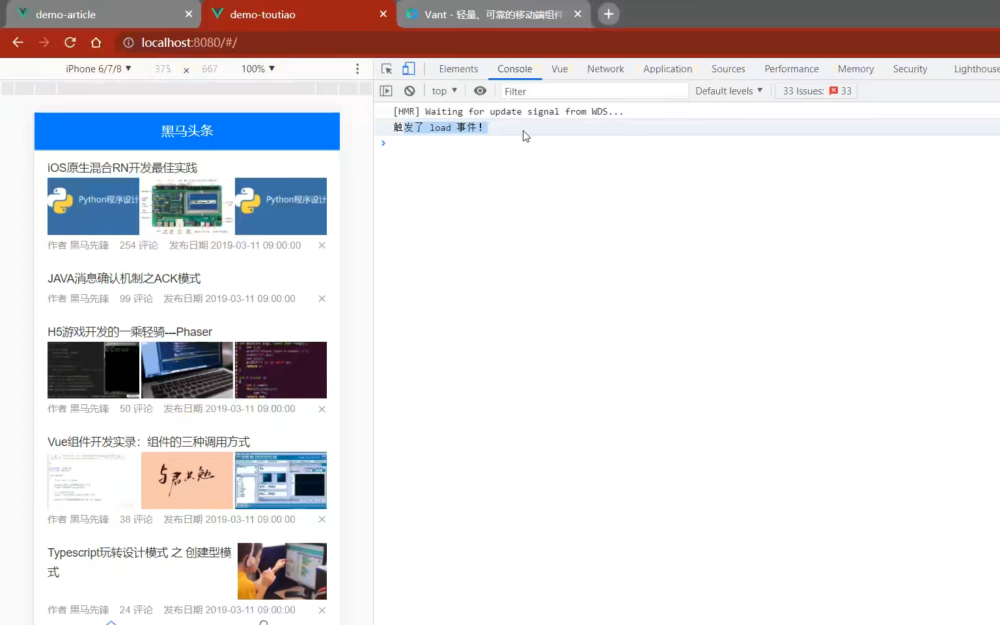 demo-article
demo-toutiao
Vant - 轻量、可靠的移动端组件
localhost:8080/#/
iPhone 6/7/8 ▼ 375 × 667 100% ▼
Elements Console Vue Network Application Sources Performance Memory Security Lighthouse
top ▼ Filter Default levels ▼ 33 Issues: 33
[HMR] Waiting for update signal from WDS...
触发了 load 事件!
黑马头条
iOS原生混合RN开发最佳实践
Python程序设计
Python程序设计
作者 黑马先锋 254 评论 发布日期 2019-03-11 09:00:00
JAVA消息确认机制之ACK模式
作者 黑马先锋 99 评论 发布日期 2019-03-11 09:00:00
H5游戏开发的一乘轻骑---Phaser
作者 黑马先锋 50 评论 发布日期 2019-03-11 09:00:00
Vue组件开发实录：组件的三种调用方式
与君共勉
作者 黑马先锋 38 评论 发布日期 2019-03-11 09:00:00
Typescript玩转设计模式 之 创建型模
式
作者 黑马先锋 24 评论 发布日期 2019-03-11 09:00:00